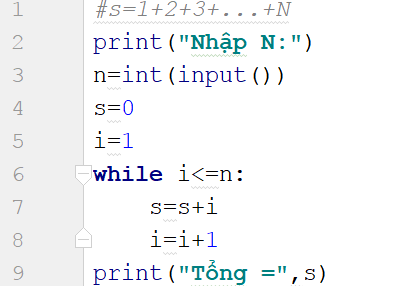 1 #s=1+2+3+...+N
2 print("Nhập N:")
3 n=int(input())
4 s=0
5 i=1
6 while i<=n:
7 s=s+i
8 i=i+1
9 print("Tổng =",s)